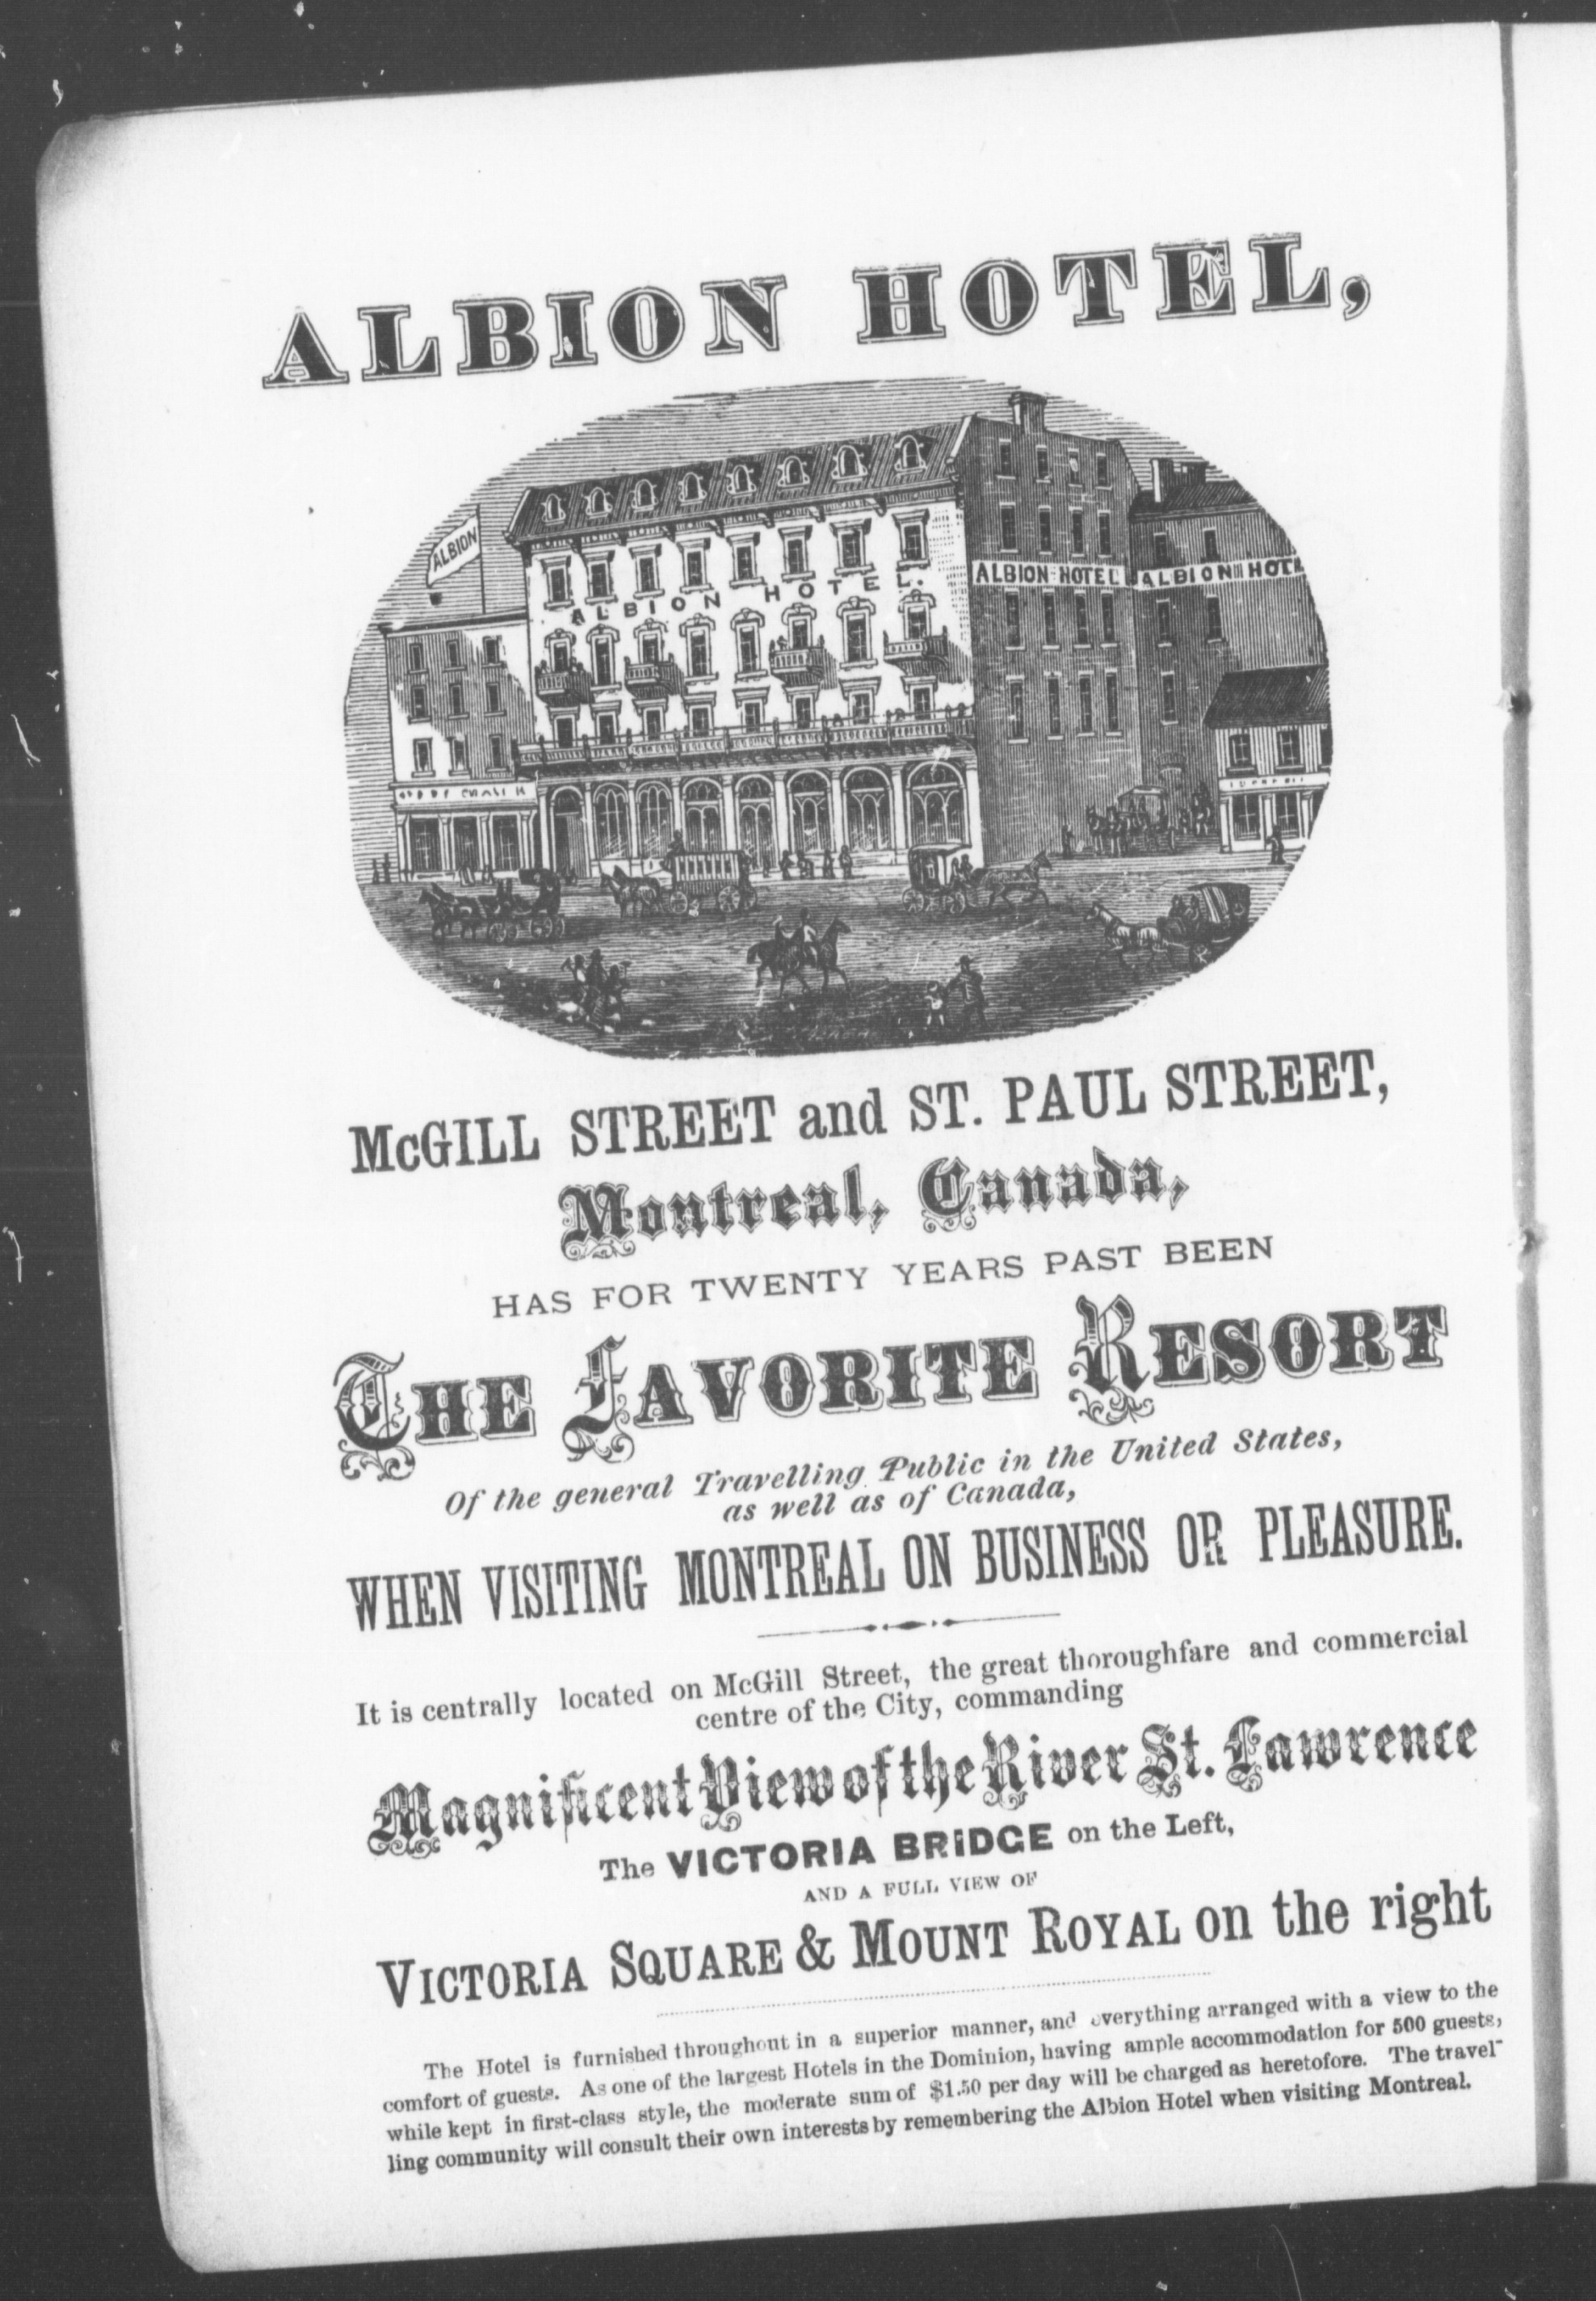 ALBION HOTEL,
ALBION
ALBION HOTEL.
ALBION HOTEL
ALBION HOT
McGILL STREET and ST. PAUL STREET,
Montreal, Canada,
HAS FOR TWENTY YEARS PAST BEEN
THE FAVORITE RESORT
Of the general Travelling Public in the United States,
as well as of Canada,
WHEN VISITING MONTREAL ON BUSINESS OR PLEASURE.
It is centrally located on McGill Street, the great thoroughfare and commercial
centre of the City, commanding
Magnificent View of the River St. Lawrence
The VICTORIA BRIDGE on the Left,
AND A FULL VIEW OF
VICTORIA SQUARE & MOUNT ROYAL on the right
The Hotel is furnished throughout in a superior manner, and everything arranged with a view to the
comfort of guests. As one of the largest Hotels in the Dominion, having ample accommodation for 500 guests,
while kept in first-class style, the moderate sum of $1.50 per day will be charged as heretofore. The travel-
ling community will consult their own interests by remembering the Albion Hotel when visiting Montreal.